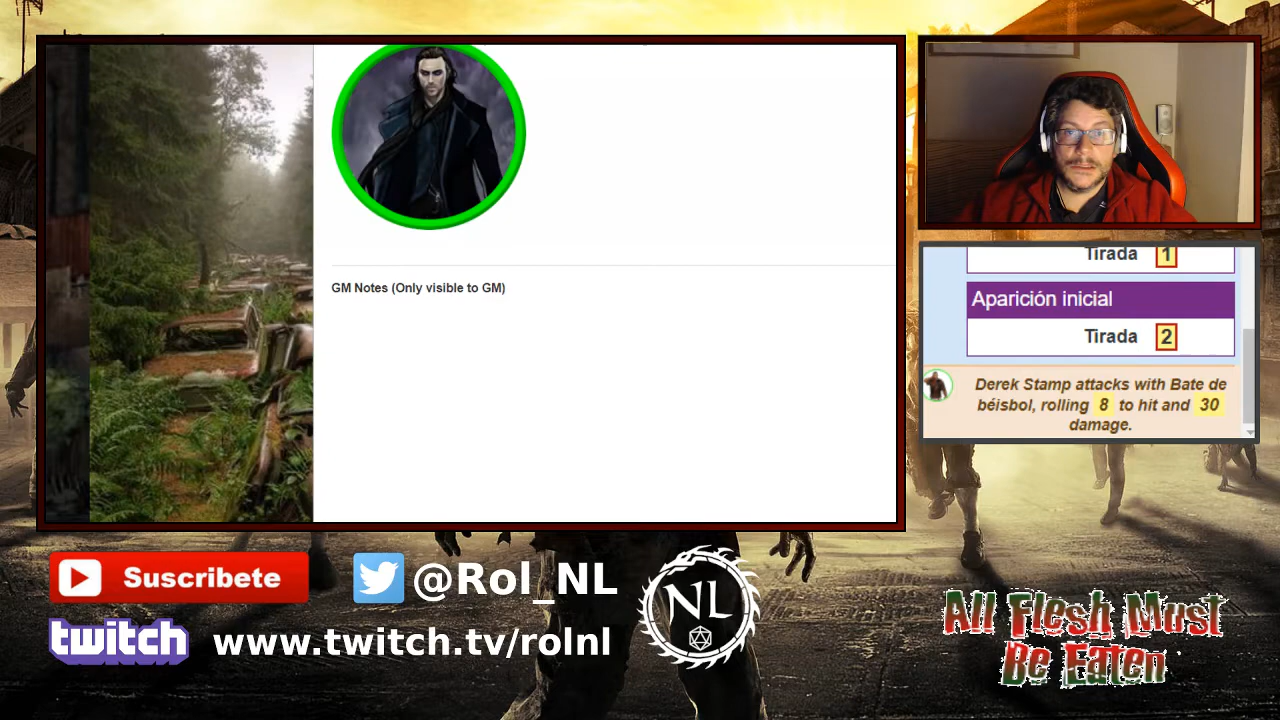 GM Notes (Only visible to GM)
Tirada 1
Aparición inicial
Tirada 2
Derek Stamp attacks with Bate de
béisbol, rolling 8 to hit and 30
damage.
Suscribete
@Rol_NL
NL
twitch
www.twitch.tv/rolnl
All Flesh Must
Be Eaten